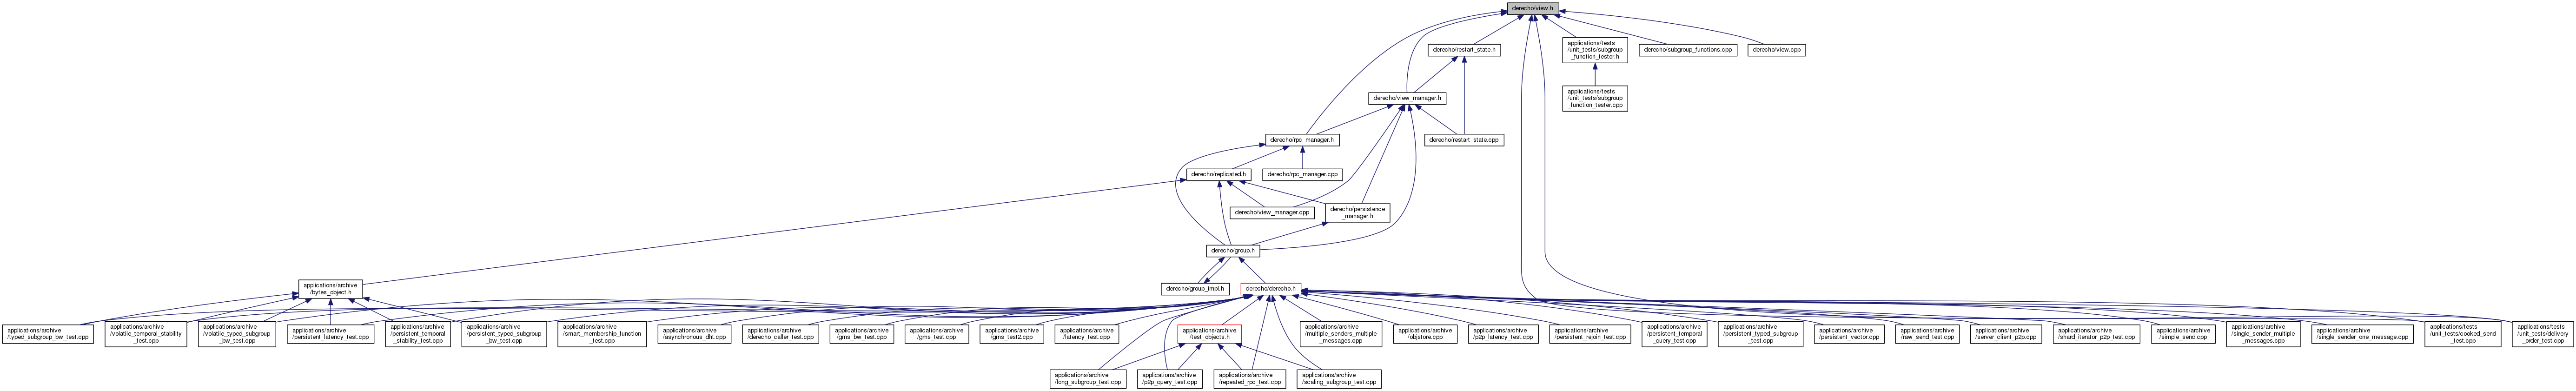 derecho/view.h
derecho/restart_state.h
applications/tests
/unit_tests/subgroup
_function_tester.h
derecho/subgroup_functions.cpp
derecho/view.cpp
derecho/view_manager.h
applications/tests
/unit_tests/subgroup
_function_tester.cpp
derecho/rpc_manager.h
derecho/restart_state.cpp
derecho/replicated.h
derecho/rpc_manager.cpp
derecho/view_manager.cpp
derecho/persistence
_manager.h
derecho/group.h
applications/archive
/bytes_object.h
derecho/group_impl.h
derecho/derecho.h
applications/archive
/typed_subgroup_bw_test.cpp
applications/archive
/volatile_temporal_stability
_test.cpp
applications/archive
/volatile_typed_subgroup
_bw_test.cpp
applications/archive
/persistent_latency_test.cpp
applications/archive
/persistent_temporal
_stability_test.cpp
applications/archive
/persistent_typed_subgroup
_bw_test.cpp
applications/archive
/smart_membership_function
_test.cpp
applications/archive
/asynchronous_dht.cpp
applications/archive
/derecho_caller_test.cpp
applications/archive
/gms_bw_test.cpp
applications/archive
/gms_test.cpp
applications/archive
/gms_test2.cpp
applications/archive
/latency_test.cpp
applications/archive
/test_objects.h
applications/archive
/multiple_senders_multiple
_messages.cpp
applications/archive
/objstore.cpp
applications/archive
/p2p_latency_test.cpp
applications/archive
/persistent_rejoin_test.cpp
applications/archive
/persistent_temporal
_query_test.cpp
applications/archive
/persistent_typed_subgroup
_test.cpp
applications/archive
/persistent_vector.cpp
applications/archive
/raw_send_test.cpp
applications/archive
/server_client_p2p.cpp
applications/archive
/shard_iterator_p2p_test.cpp
applications/archive
/simple_send.cpp
applications/archive
/single_sender_multiple
_messages.cpp
applications/archive
/single_sender_one_message.cpp
applications/tests
/unit_tests/cooked_send
_test.cpp
applications/tests
/unit_tests/delivery
_order_test.cpp
applications/archive
/long_subgroup_test.cpp
applications/archive
/p2p_query_test.cpp
applications/archive
/repeated_rpc_test.cpp
applications/archive
/scaling_subgroup_test.cpp